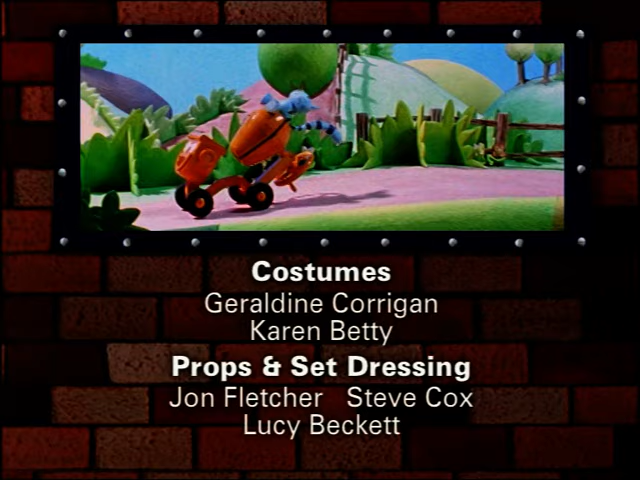 Costumes
Geraldine Corrigan
Karen Betty
Props & Set Dressing
Jon Fletcher   Steve Cox
Lucy Beckett